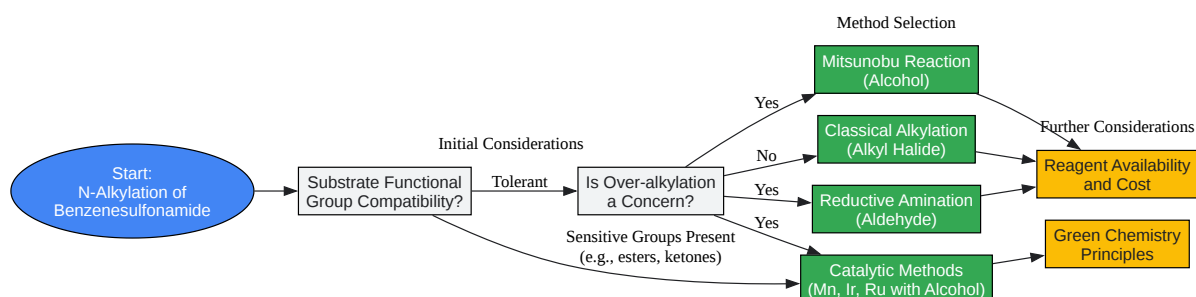 Method Selection
Mitsunobu Reaction
(Alcohol)
Yes
Classical Alkylation
(Alkyl Halide)
Further Considerations
Initial Considerations
No
Reagent Availability
and Cost
Start:
N-Alkylation of
Benzenesulfonamide
Substrate Functional
Group Compatibility?
Tolerant
Is Over-alkylation
a Concern?
Yes
Reductive Amination
(Aldehyde)
Sensitive Groups Present
(e.g., esters, ketones)
Yes
Catalytic Methods
(Mn, Ir, Ru with Alcohol)
Green Chemistry
Principles